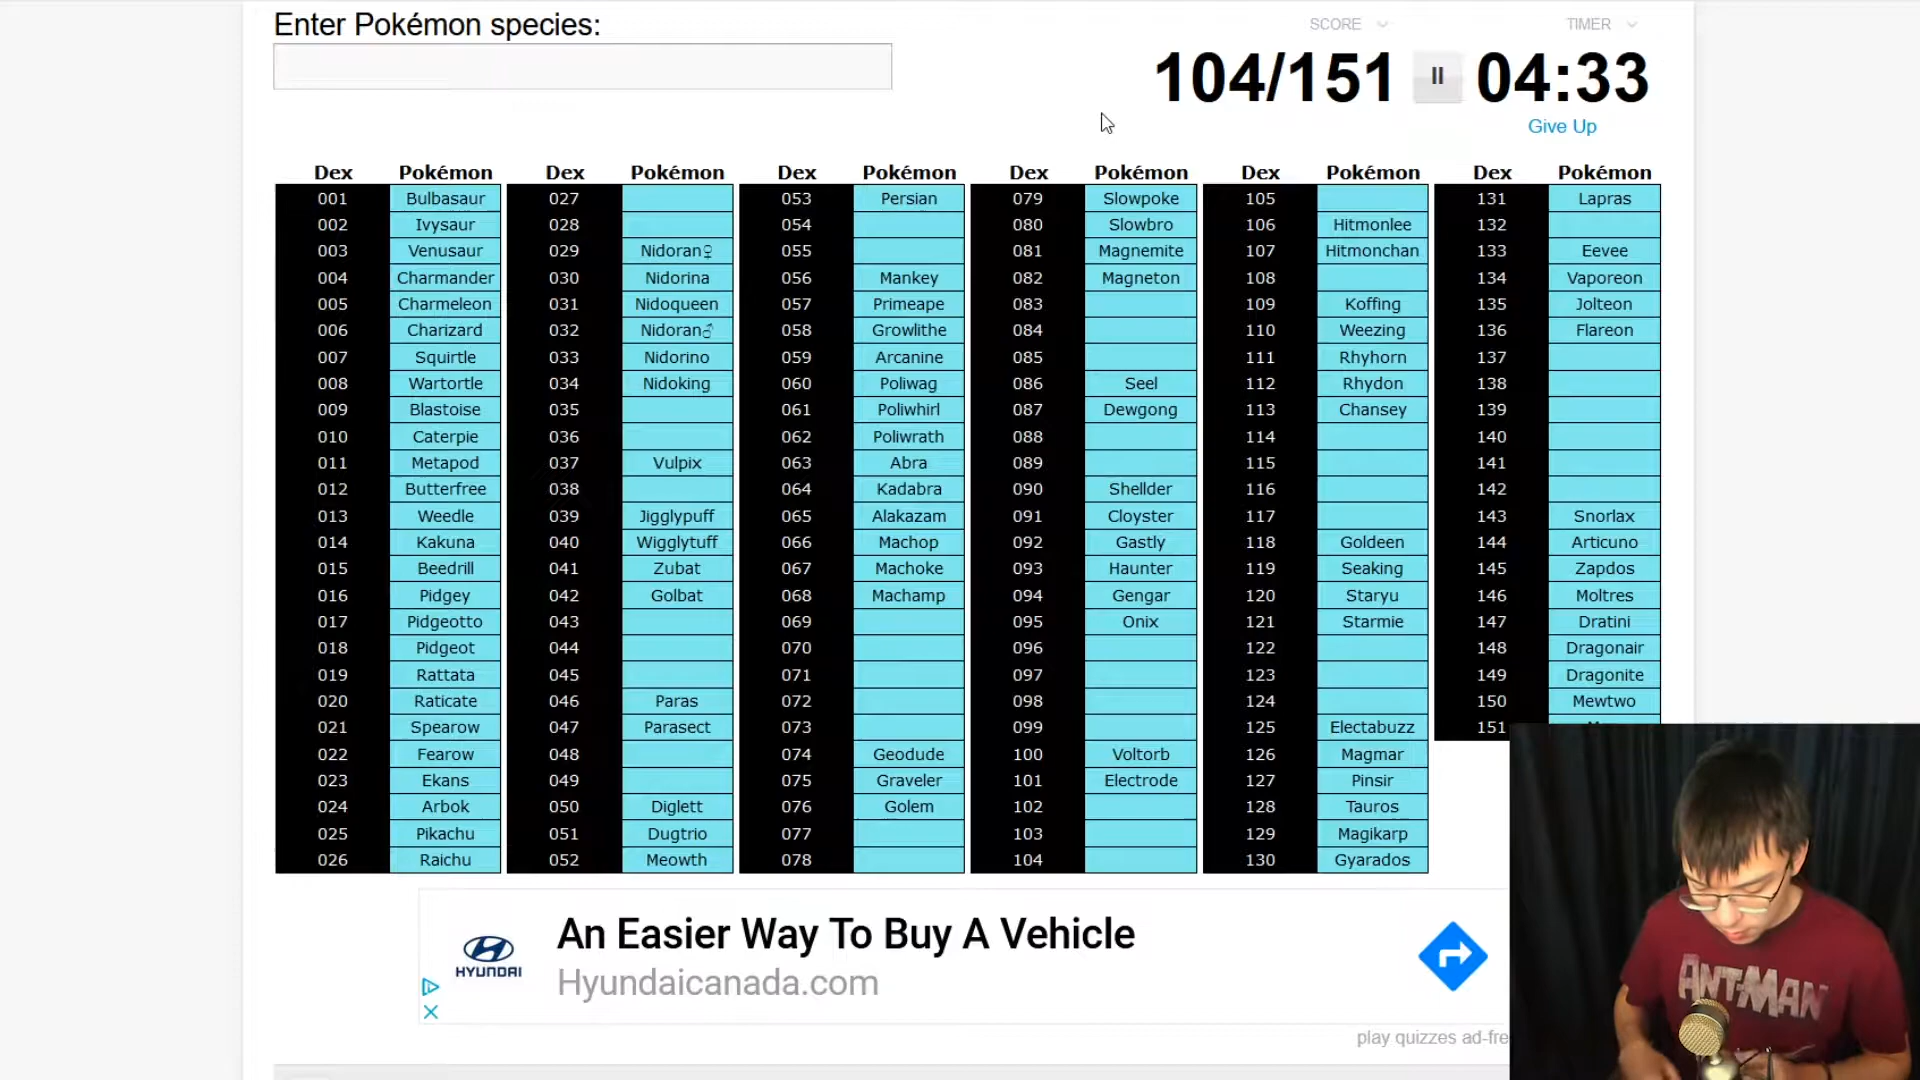 Enter Pokémon species:
SCORE
TIMER
104/151
04:33
Give Up
Dex Pokémon Dex Pokémon Dex Pokémon Dex Pokémon Dex Pokémon Dex Pokémon
001 Bulbasaur 027 053 Persian 079 Slowpoke 105 131 Lapras
002 Ivysaur 028 054 080 Slowbro 106 Hitmonlee 132
003 Venusaur 029 Nidoran♀ 055 081 Magnemite 107 Hitmonchan 133 Eevee
004 Charmander 030 Nidorina 056 Mankey 082 Magneton 108 134 Vaporeon
005 Charmeleon 031 Nidoqueen 057 Primeape 083 109 Koffing 135 Jolteon
006 Charizard 032 Nidoran♂ 058 Growlithe 084 110 Weezing 136 Flareon
007 Squirtle 033 Nidorino 059 Arcanine 085 111 Rhyhorn 137
008 Wartortle 034 Nidoking 060 Poliwag 086 Seel 112 Rhydon 138
009 Blastoise 035 061 Poliwhirl 087 Dewgong 113 Chansey 139
010 Caterpie 036 062 Poliwrath 088 114 140
011 Metapod 037 Vulpix 063 Abra 089 115 141
012 Butterfree 038 064 Kadabra 090 Shellder 116 142
013 Weedle 039 Jigglypuff 065 Alakazam 091 Cloyster 117 143 Snorlax
014 Kakuna 040 Wigglytuff 066 Machop 092 Gastly 118 Goldeen 144 Articuno
015 Beedrill 041 Zubat 067 Machoke 093 Haunter 119 Seaking 145 Zapdos
016 Pidgey 042 Golbat 068 Machamp 094 Gengar 120 Staryu 146 Moltres
017 Pidgeotto 043 069 095 Onix 121 Starmie 147 Dratini
018 Pidgeot 044 070 096 122 148 Dragonair
019 Rattata 045 071 097 123 149 Dragonite
020 Raticate 046 Paras 072 098 124 150 Mewtwo
021 Spearow 047 Parasect 073 099 125 Electabuzz 151
022 Fearow 048 074 Geodude 100 Voltorb 126 Magmar
023 Ekans 049 075 Graveler 101 Electrode 127 Pinsir
024 Arbok 050 Diglett 076 Golem 102 128 Tauros
025 Pikachu 051 Dugtrio 077 103 129 Magikarp
026 Raichu 052 Meowth 078 104 130 Gyarados
An Easier Way To Buy A Vehicle
HYUNDAI
Hyundaicanada.com
play quizzes ad-fre
ANT-MAN